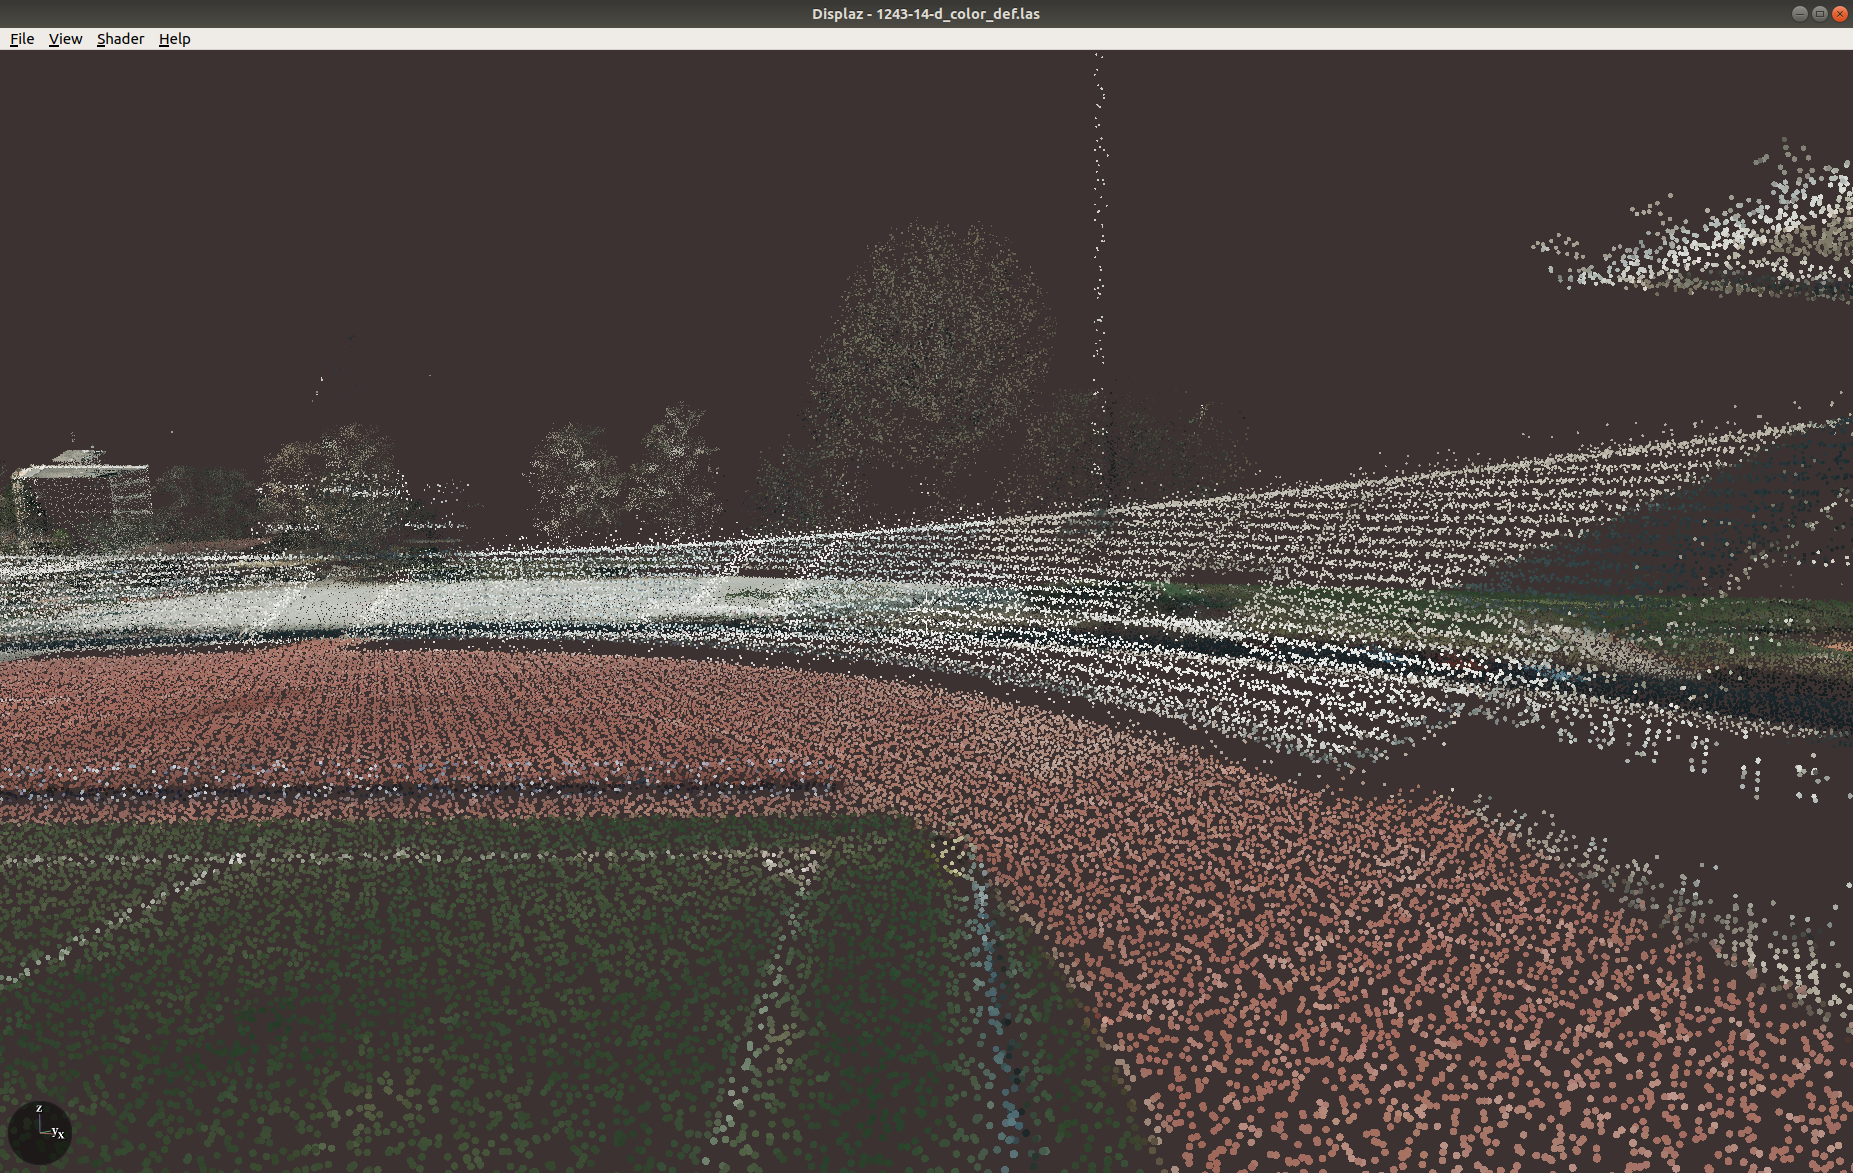 Displaz - 1243-14-d_color_def.las
File View Shader Help
z
y x